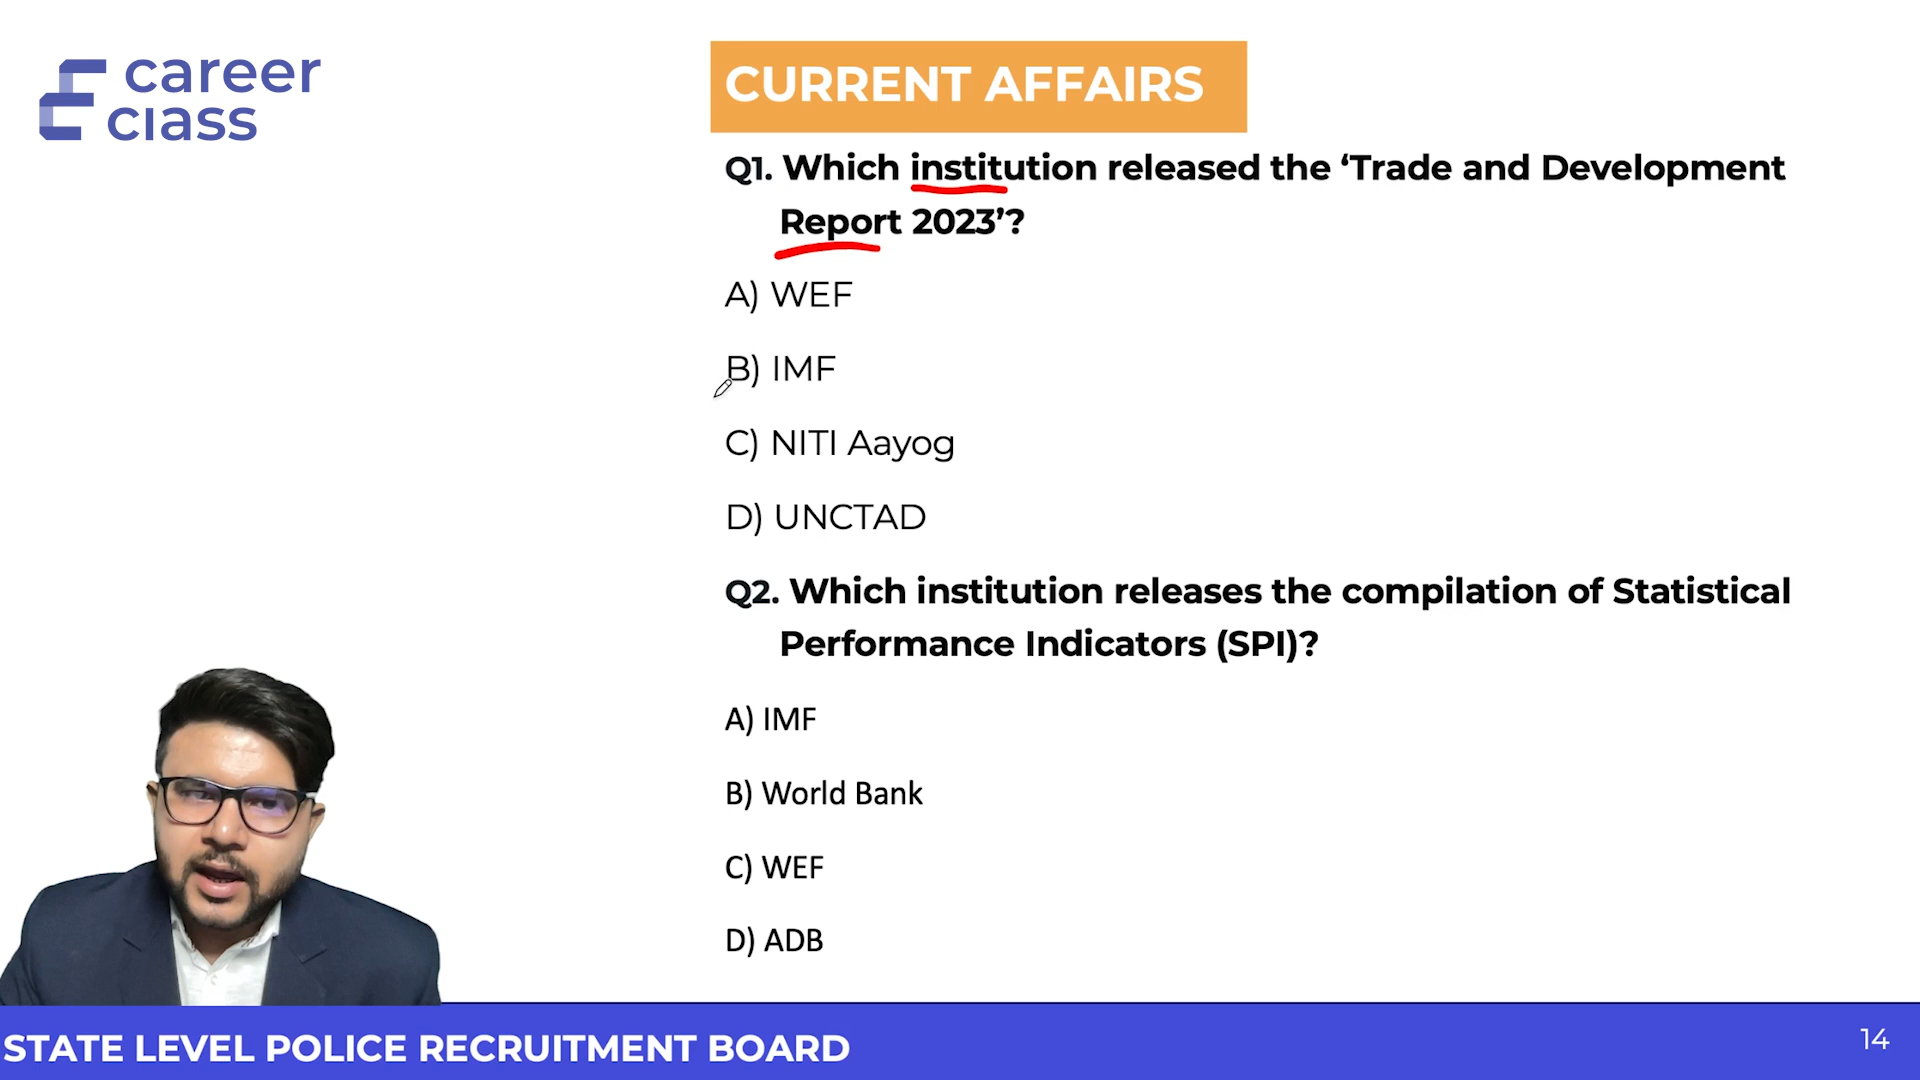 career
class
CURRENT AFFAIRS
Q1. Which institution released the ‘Trade and Development
Report 2023’?
A) WEF
B) IMF
C) NITI Aayog
D) UNCTAD
Q2. Which institution releases the compilation of Statistical
Performance Indicators (SPI)?
A) IMF
B) World Bank
C) WEF
D) ADB
STATE LEVEL POLICE RECRUITMENT BOARD
14